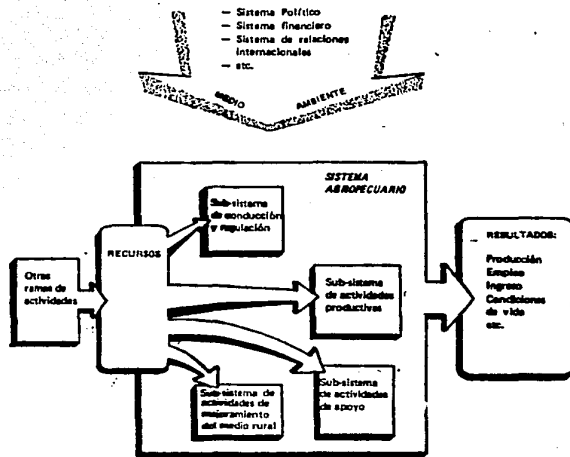 — Sistema Político
— Sistema financiero
— Sistema de relaciones
internacionales
— etc.
MEDIO AMBIENTE
SISTEMA
AGROPECUARIO
Sub-sistema
de conducción
y regulación
RECURSOS
Otras
ramas de
actividades
Sub-sistema
de actividades
productivas
RESULTADOS:
Producción
Empleo
Ingreso
Condiciones
de vida
etc.
Sub-sistema de
actividades de
mejoramiento
del medio rural
Sub-sistema
de actividades
de apoyo